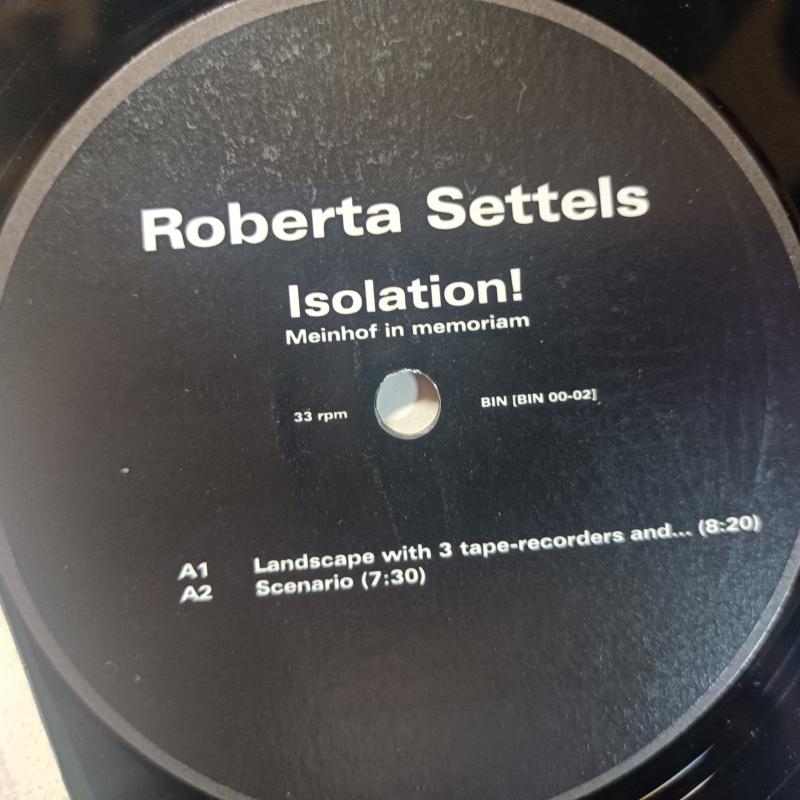 Roberta Settels
Isolation!
Meinhof in memoriam
33 rpm BIN [BIN 00-02]
A1 Landscape with 3 tape-recorders and... (8:20)
A2 Scenario (7:30)